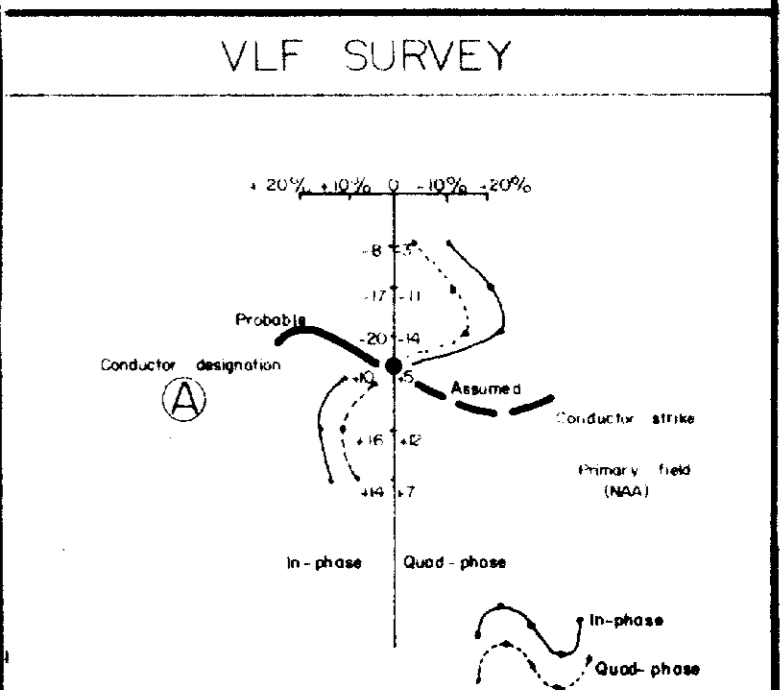 VLF SURVEY
+ 20% +10% 0 -10% -20%
-8 -3
-17 -11
Probable
-20 -14
Conductor designation
+10 +5
A
Assumed
Conductor strike
+16 +12
Primary field
(NAA)
+14 +7
In-phase Quad-phase
In-phase
Quad-phase